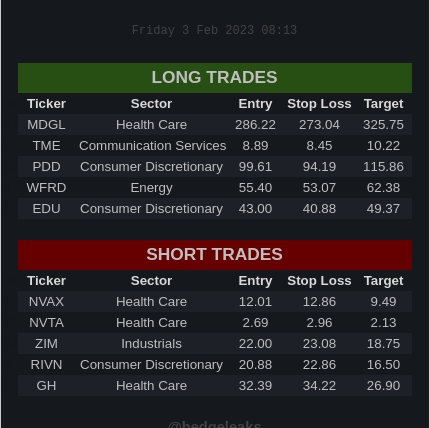 Friday 3 Feb 2023 08:13
LONG TRADES
Ticker Sector Entry Stop Loss Target
MDGL Health Care 286.22 273.04 325.75
TME Communication Services 8.89 8.45 10.22
PDD Consumer Discretionary 99.61 94.19 115.86
WFRD Energy 55.40 53.07 62.38
EDU Consumer Discretionary 43.00 40.88 49.37
SHORT TRADES
Ticker Sector Entry Stop Loss Target
NVAX Health Care 12.01 12.86 9.49
NVTA Health Care 2.69 2.96 2.13
ZIM Industrials 22.00 23.08 18.75
RIVN Consumer Discretionary 20.88 22.86 16.50
GH Health Care 32.39 34.22 26.90
@hedgeleaks